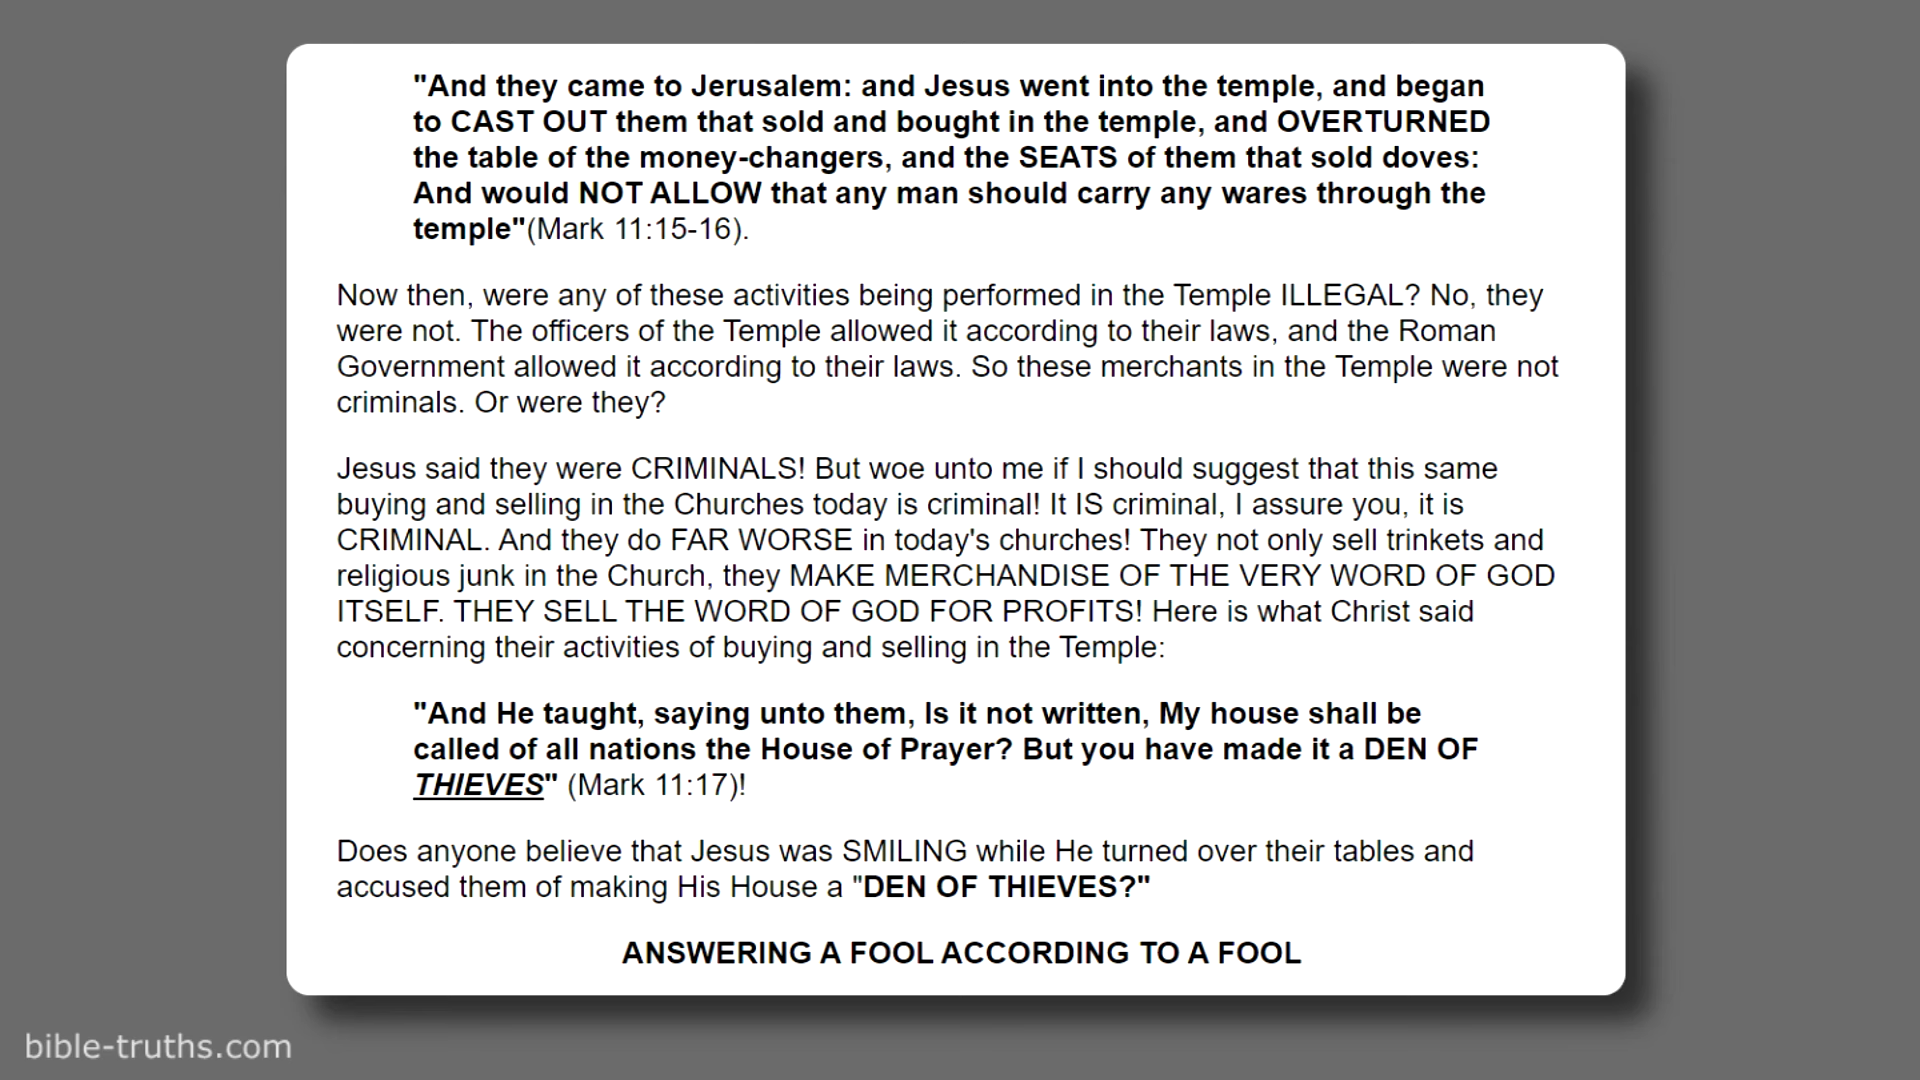 "And they came to Jerusalem: and Jesus went into the temple, and began
to CAST OUT them that sold and bought in the temple, and OVERTURNED
the table of the money-changers, and the SEATS of them that sold doves:
And would NOT ALLOW that any man should carry any wares through the
temple"(Mark 11:15-16).
Now then, were any of these activities being performed in the Temple ILLEGAL? No, they
were not. The officers of the Temple allowed it according to their laws, and the Roman
Government allowed it according to their laws. So these merchants in the Temple were not
criminals. Or were they?
Jesus said they were CRIMINALS! But woe unto me if I should suggest that this same
buying and selling in the Churches today is criminal! It IS criminal, I assure you, it is
CRIMINAL. And they do FAR WORSE in today's churches! They not only sell trinkets and
religious junk in the Church, they MAKE MERCHANDISE OF THE VERY WORD OF GOD
ITSELF. THEY SELL THE WORD OF GOD FOR PROFITS! Here is what Christ said
concerning their activities of buying and selling in the Temple:
"And He taught, saying unto them, Is it not written, My house shall be
called of all nations the House of Prayer? But you have made it a DEN OF
THIEVES" (Mark 11:17)!
Does anyone believe that Jesus was SMILING while He turned over their tables and
accused them of making His House a "DEN OF THIEVES?"
ANSWERING A FOOL ACCORDING TO A FOOL
bible-truths.com